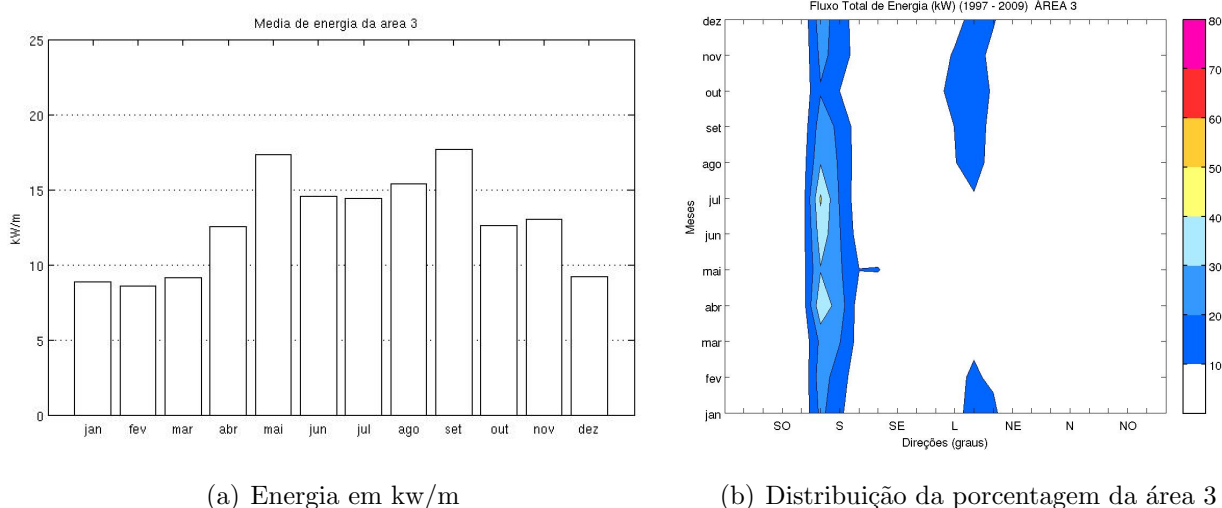 Media de energia da area 3
25
20
15
10
5
0
kW/m
jan fev mar abr mai jun jul ago set out nov dez
(a) Energia em kw/m
Fluxo Total de Energia (kW) (1997 - 2009) ÁREA 3
dez
nov
out
set
ago
jul
jun
mai
abr
mar
fev
jan
Meses
SO S SE L NE N NO
Direções (graus)
80
70
60
50
40
30
20
10
(b) Distribuição da porcentagem da área 3